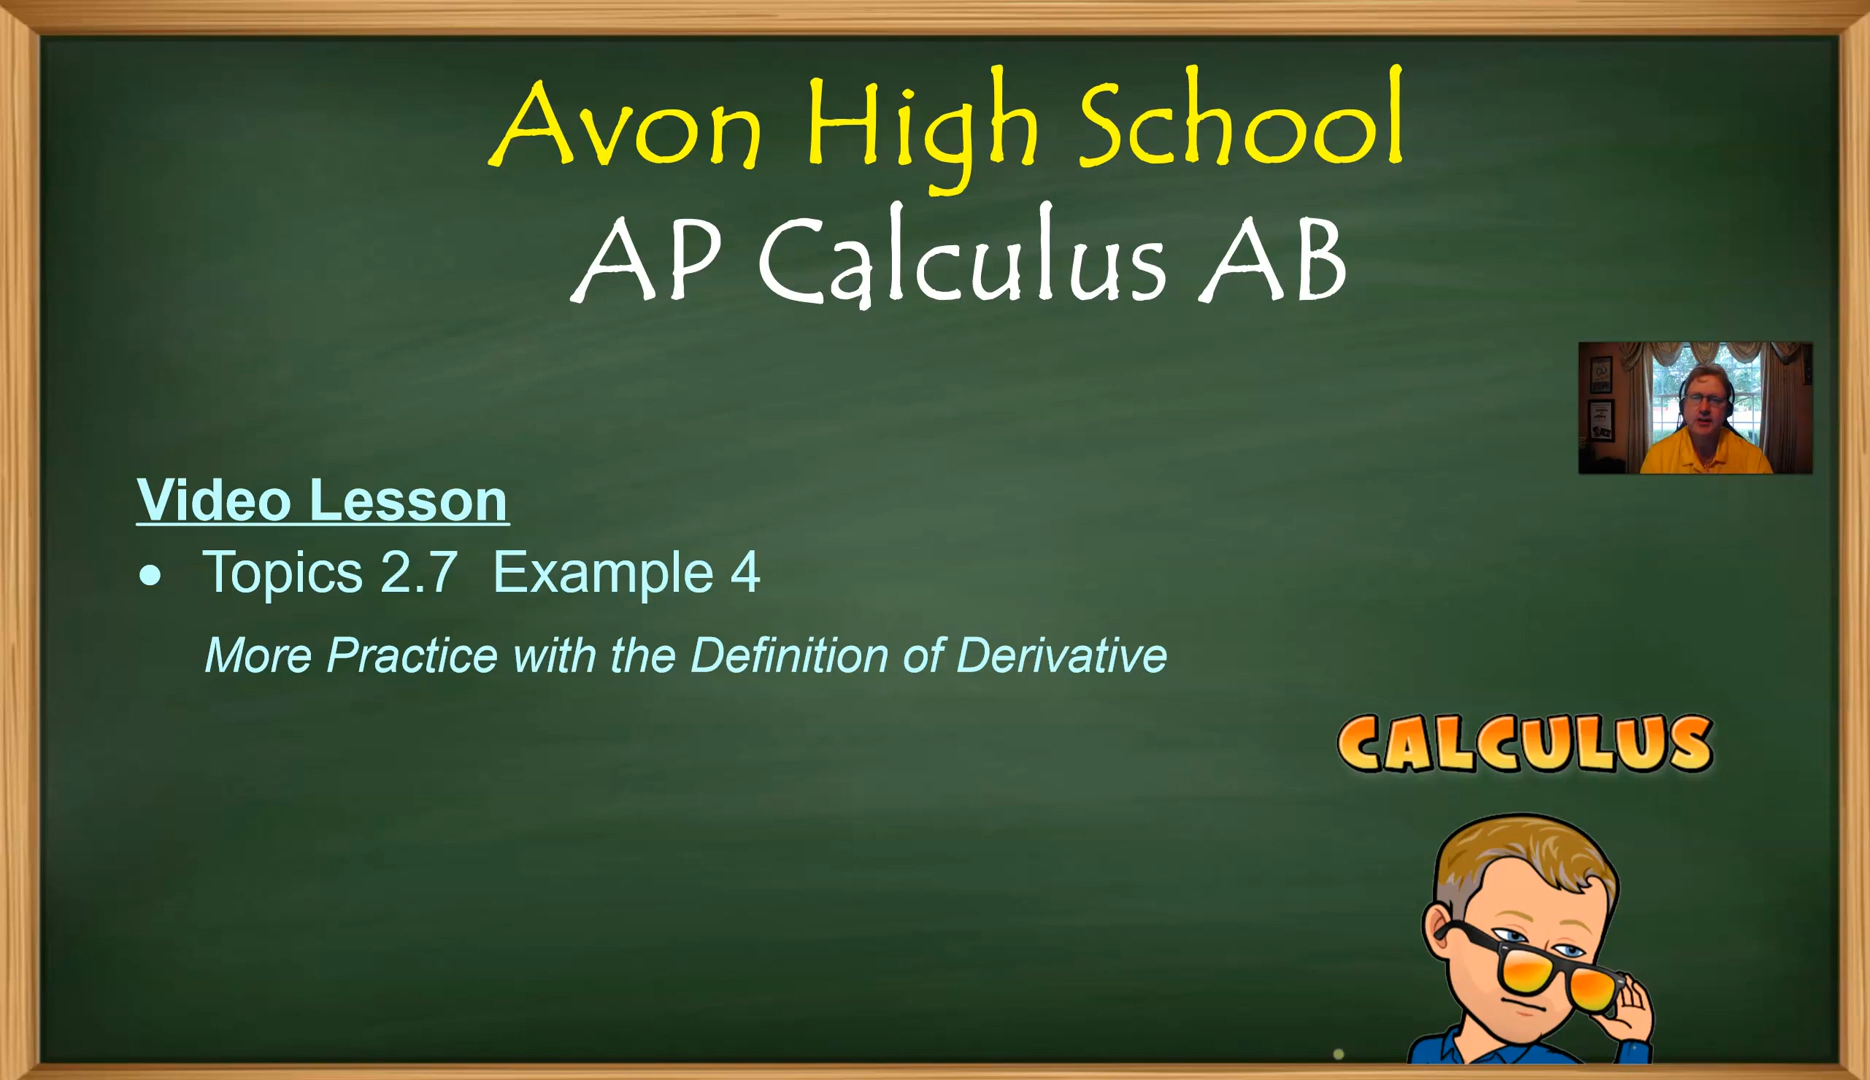 Avon High School
AP Calculus AB
Video Lesson
• Topics 2.7 Example 4
More Practice with the Definition of Derivative
CALCULUS